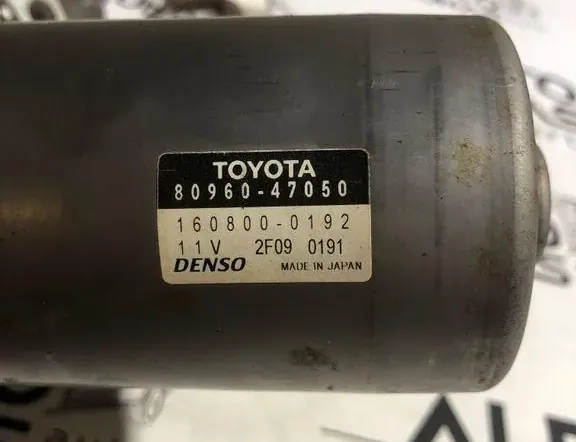 TOYOTA
80960-47050
160800-0192
11V 2F09 0191
DENSO MADE IN JAPAN